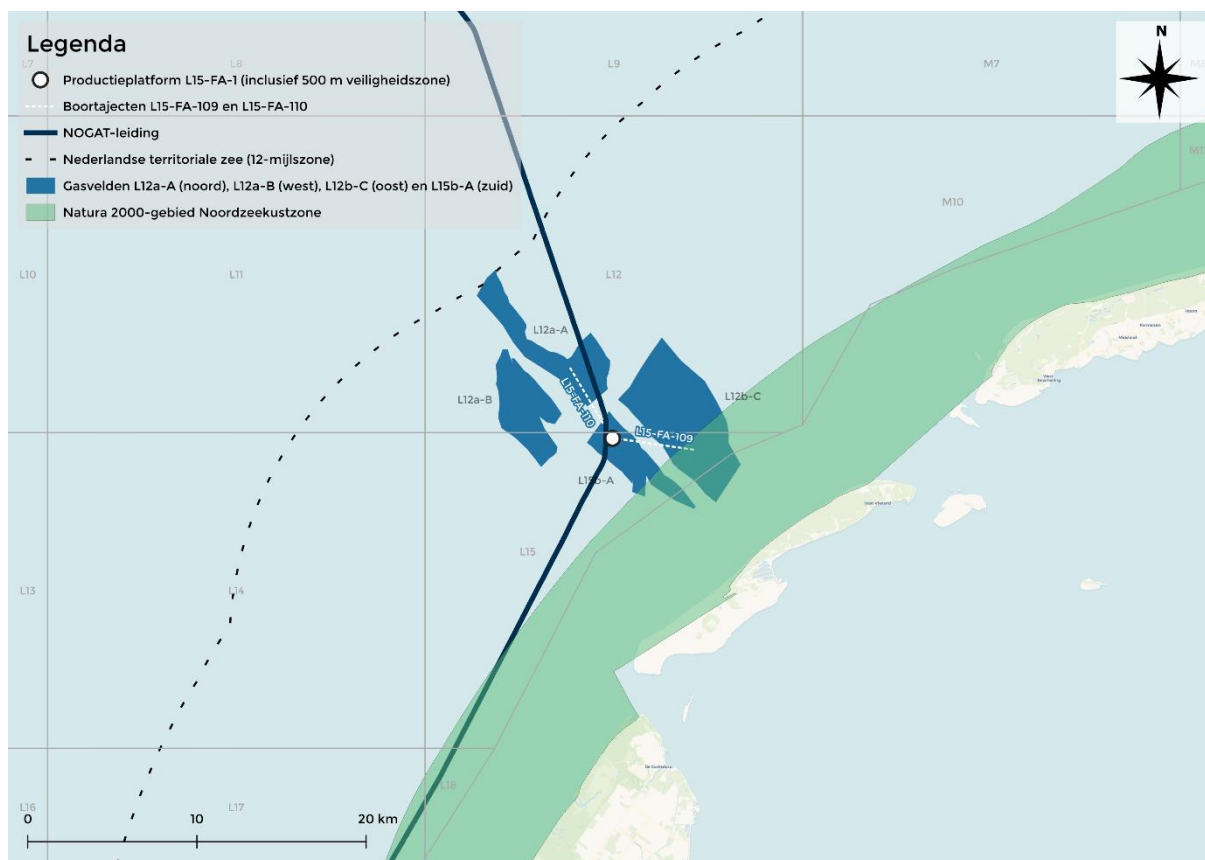 Legenda
Productieplatform L15-FA-1 (inclusief 500 m veiligheidszone)
Boortajecten L15-FA-109 en L15-FA-110
NOGAT-leiding
Nederlandse territoriale zee (12-mijlszone)
Gasvelden L12a-A (noord), L12a-B (west), L12b-C (oost) en L15b-A (zuid)
Natura 2000-gebied Noordzeekustzone
N
L7
L8
L9
M7
M10
L10
L11
L12
L12a-A
L12a-B
L12b-C
L15-FA-110
L15-FA-109
L15b-A
L15
L13
L14
L16
L17
L18
0
10
20 km